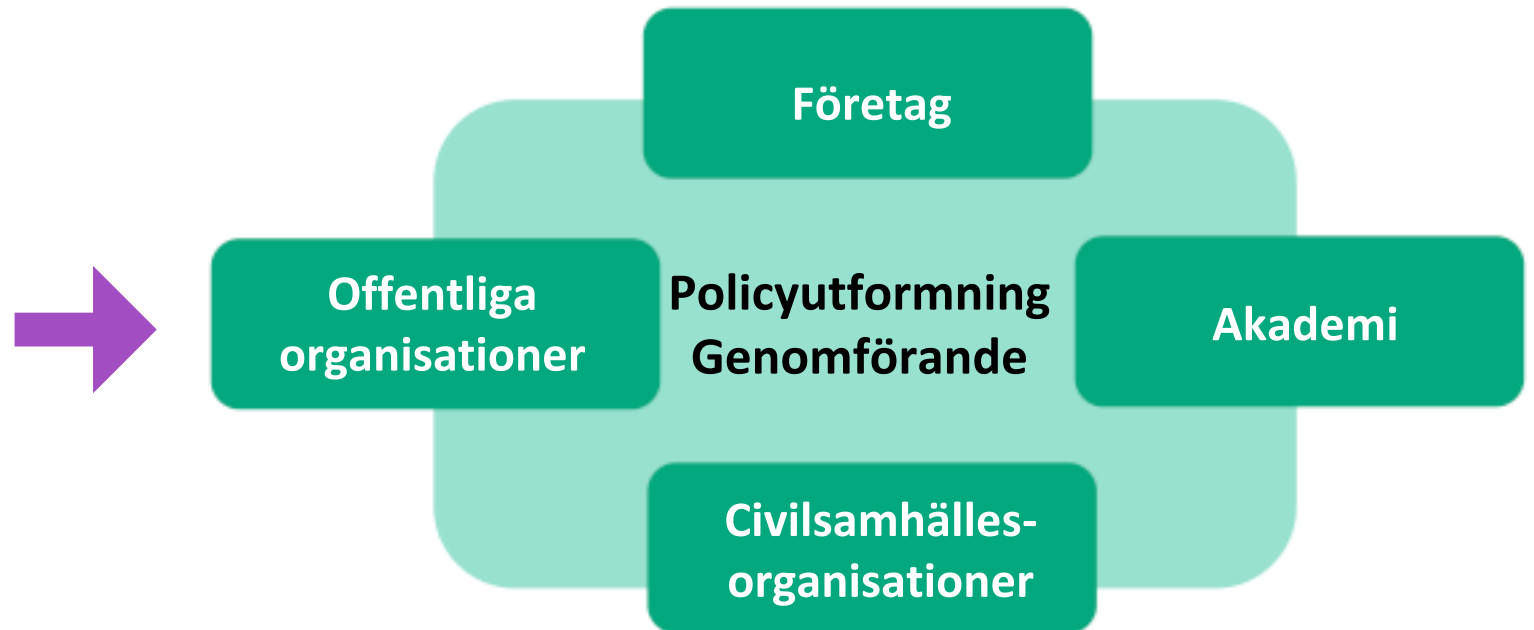 Företag
Offentliga
organisationer
Policyutformning
Genomförande
Akademi
Civilsamhälles-
organisationer